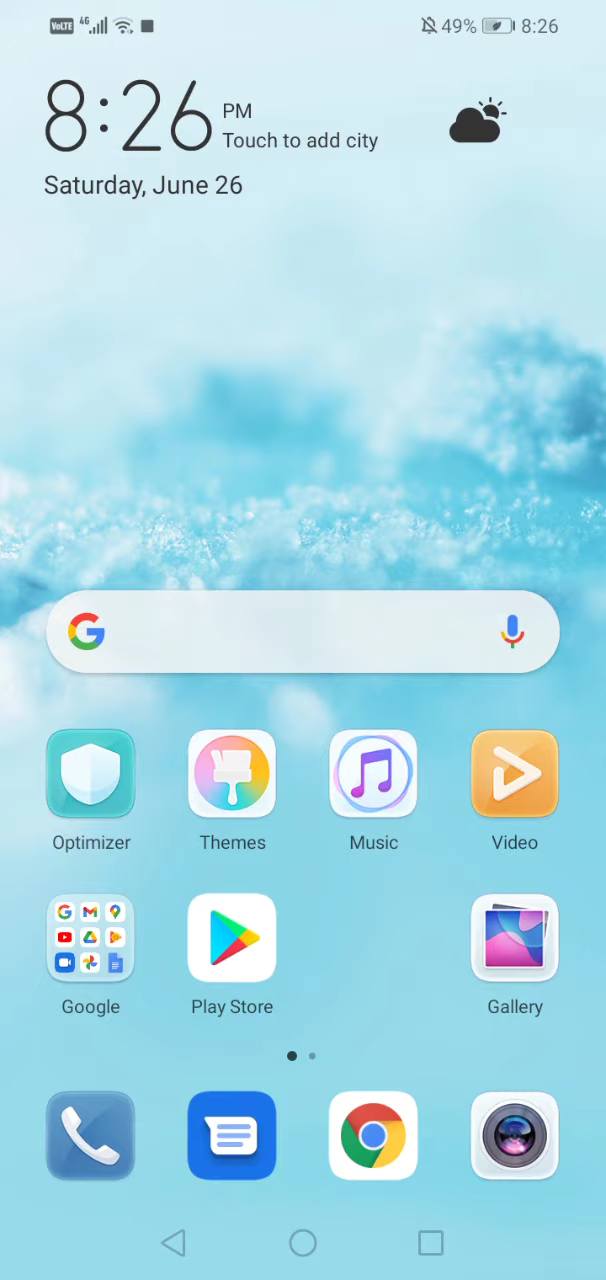 VoLTE 4G 49% 8:26
8:26 PM
Touch to add city
Saturday, June 26
Optimizer Themes Music Video
Google Play Store Gallery